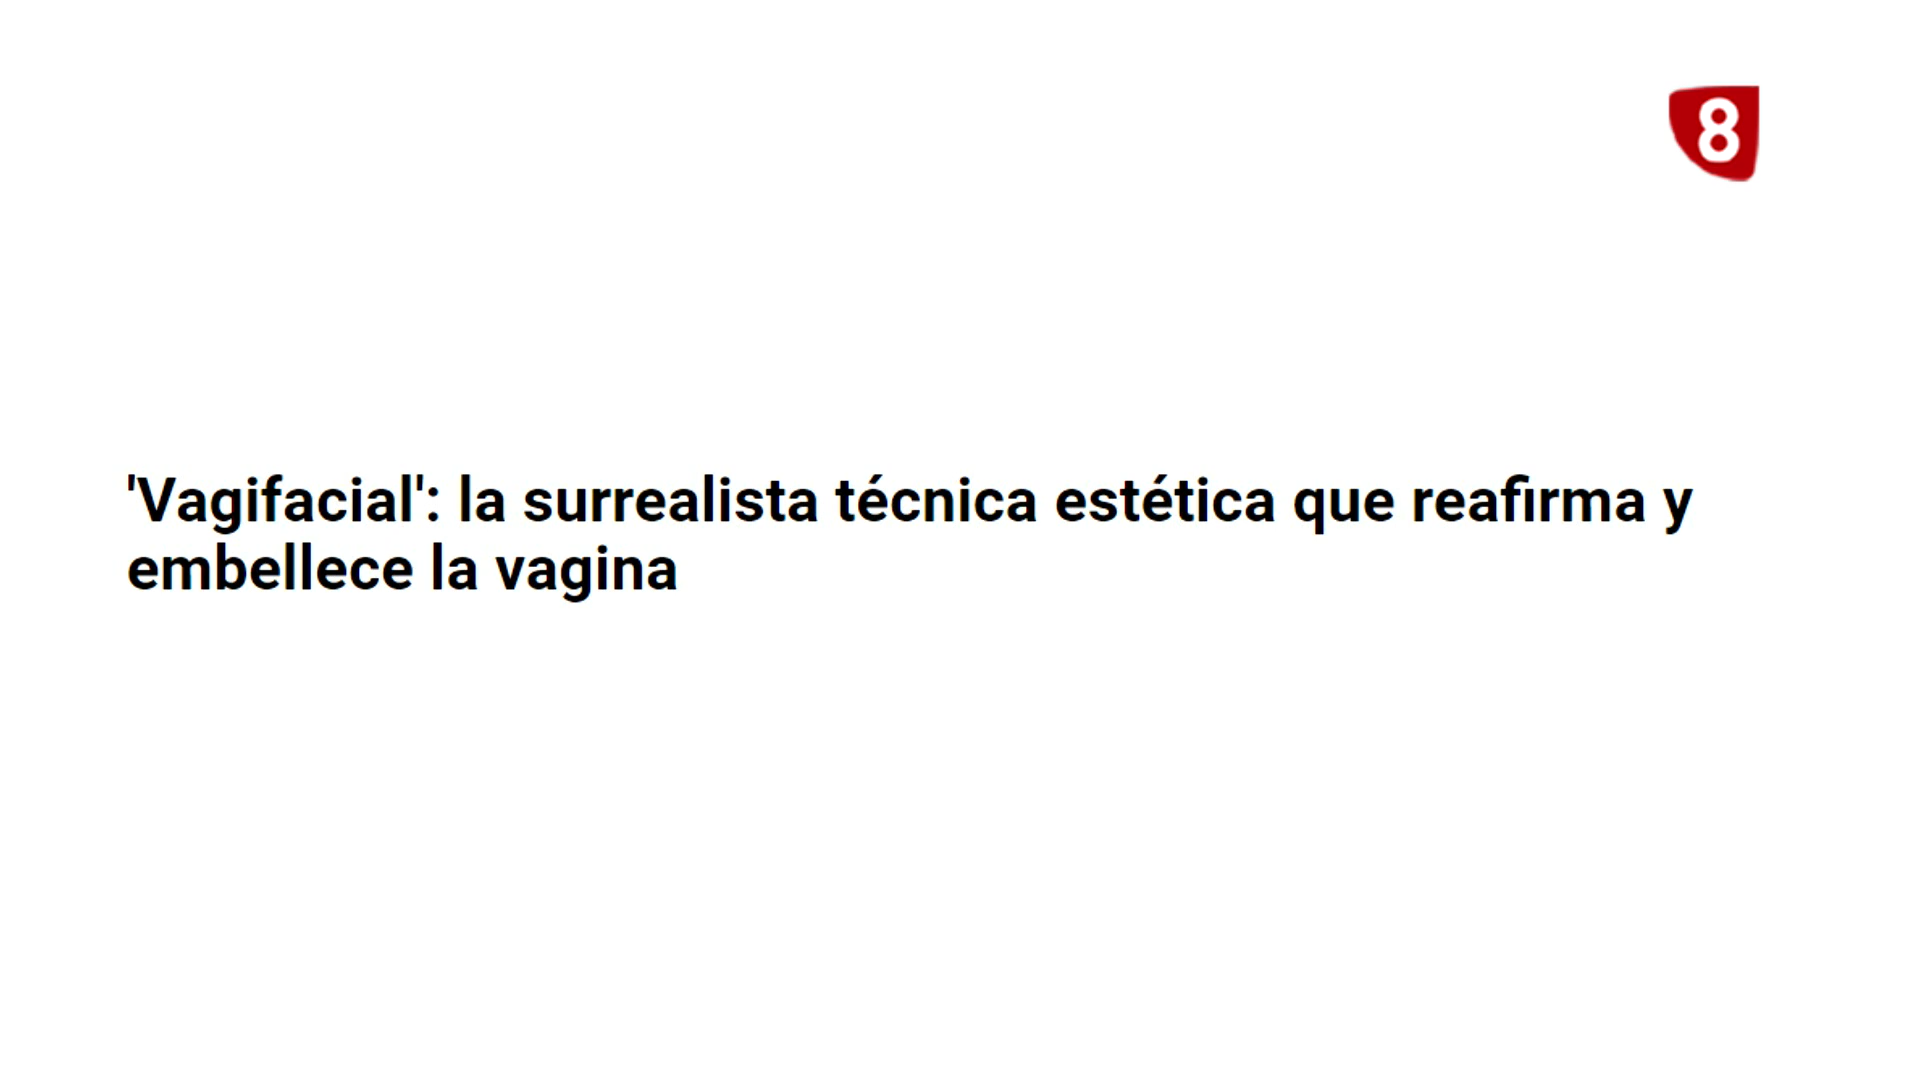 8
'Vagifacial': la surrealista técnica estética que reafirma y
embellece la vagina